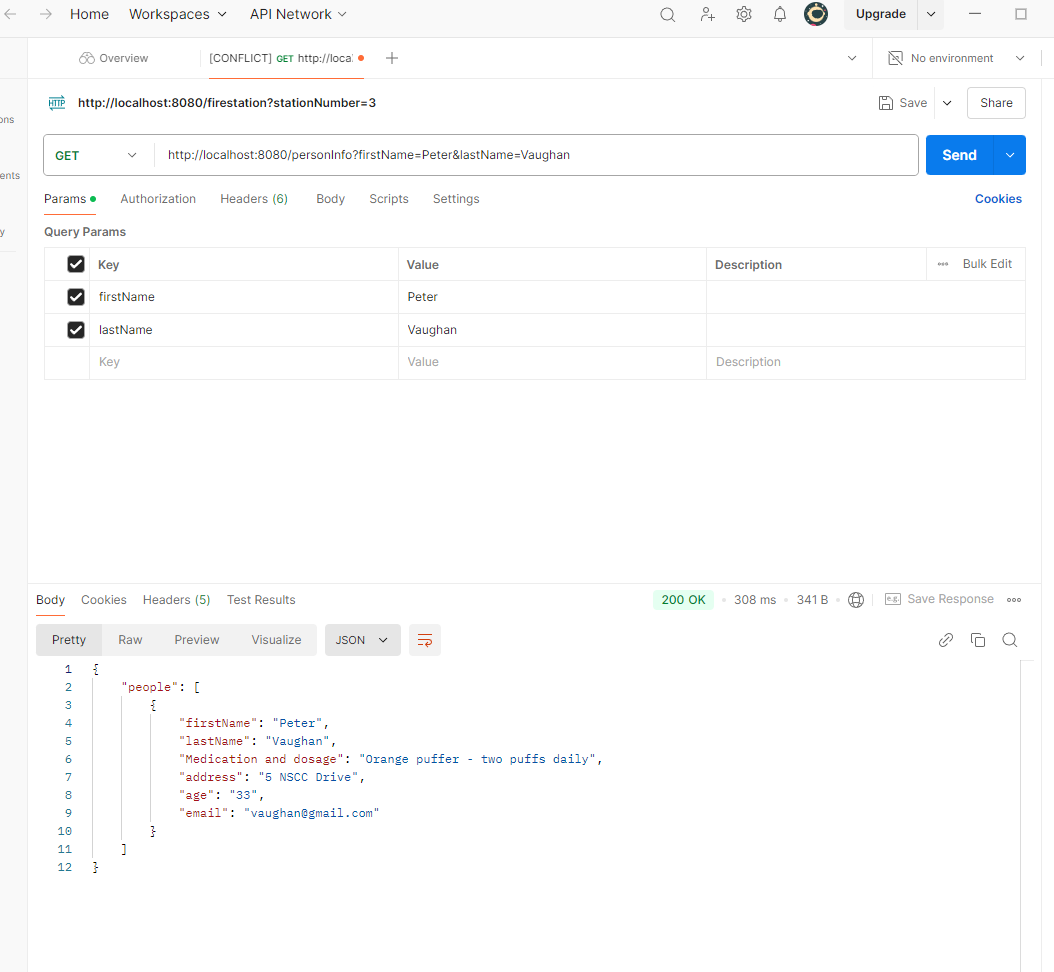 Home Workspaces API Network Upgrade
Overview [CONFLICT] GET http://loca No environment
HTTP http://localhost:8080/firestation?stationNumber=3 Save Share
ons
GET http://localhost:8080/personInfo?firstName=Peter&lastName=Vaughan Send
ents
Params Authorization Headers (6) Body Scripts Settings Cookies
y
Query Params
Key Value Description Bulk Edit
firstName Peter
lastName Vaughan
Key Value Description
Body Cookies Headers (5) Test Results 200 OK 308 ms 341 B e.g. Save Response
Pretty Raw Preview Visualize JSON
1 {
2 "people": [
3 {
4 "firstName": "Peter",
5 "lastName": "Vaughan",
6 "Medication and dosage": "Orange puffer - two puffs daily",
7 "address": "5 NSCC Drive",
8 "age": "33",
9 "email": "vaughan@gmail.com"
10 }
11 ]
12 }